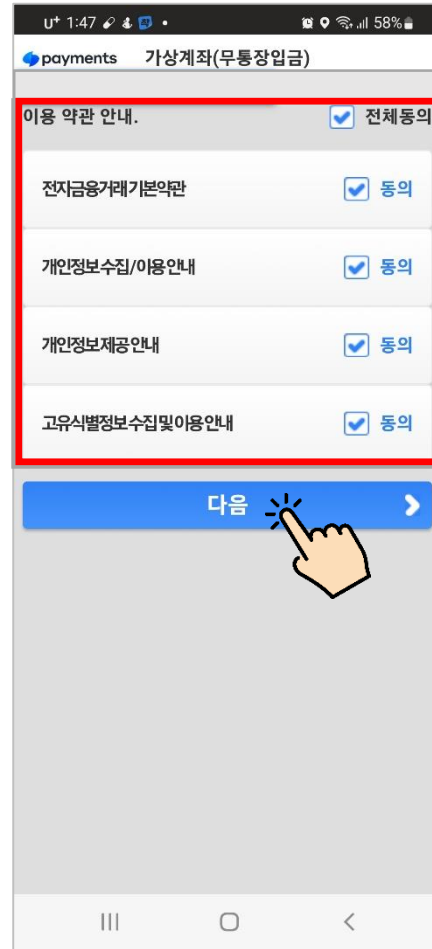 U+ 1:47 58%
payments 가상계좌(무통장입금)
이용 약관 안내. 전체동의
전자금융거래 기본약관 동의
개인정보 수집/이용 안내 동의
개인정보 제공 안내 동의
고유식별정보 수집 및 이용안내 동의
다음